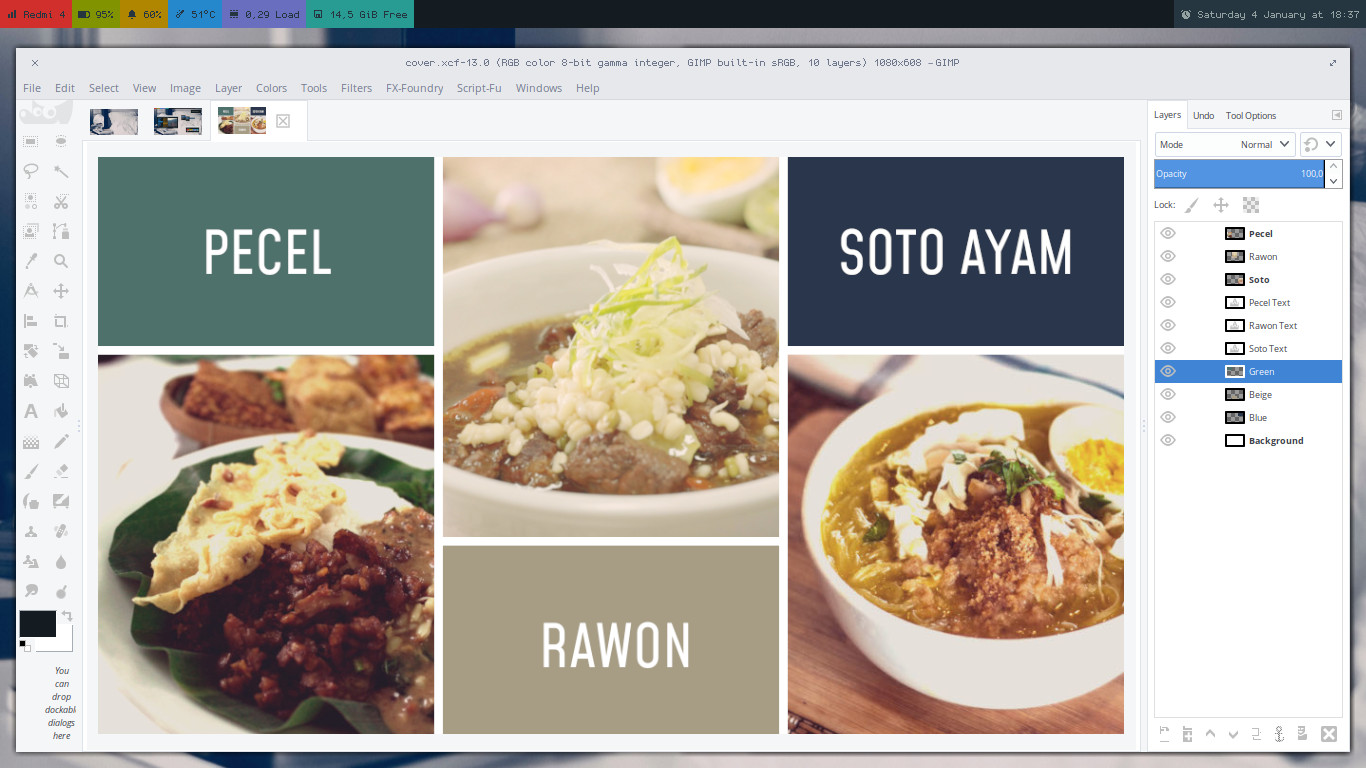 Redmi 4 95% 60% 51°C 0,29 Load 14,5 GiB Free Saturday 4 January at 18:37
cover.xcf-13.0 (RGB color 8-bit gamma integer, GIMP built-in sRGB, 10 layers) 1080x608 – GIMP
File Edit Select View Image Layer Colors Tools Filters FX-Foundry Script-Fu Windows Help
Layers Undo Tool Options
Mode Normal
Opacity 100,0
Lock:
Pecel
Rawon
Soto
Pecel Text
Rawon Text
Soto Text
Green
Beige
Blue
Background
PECEL
SOTO AYAM
RAWON
You
can
drop
dockabl
dialogs
here